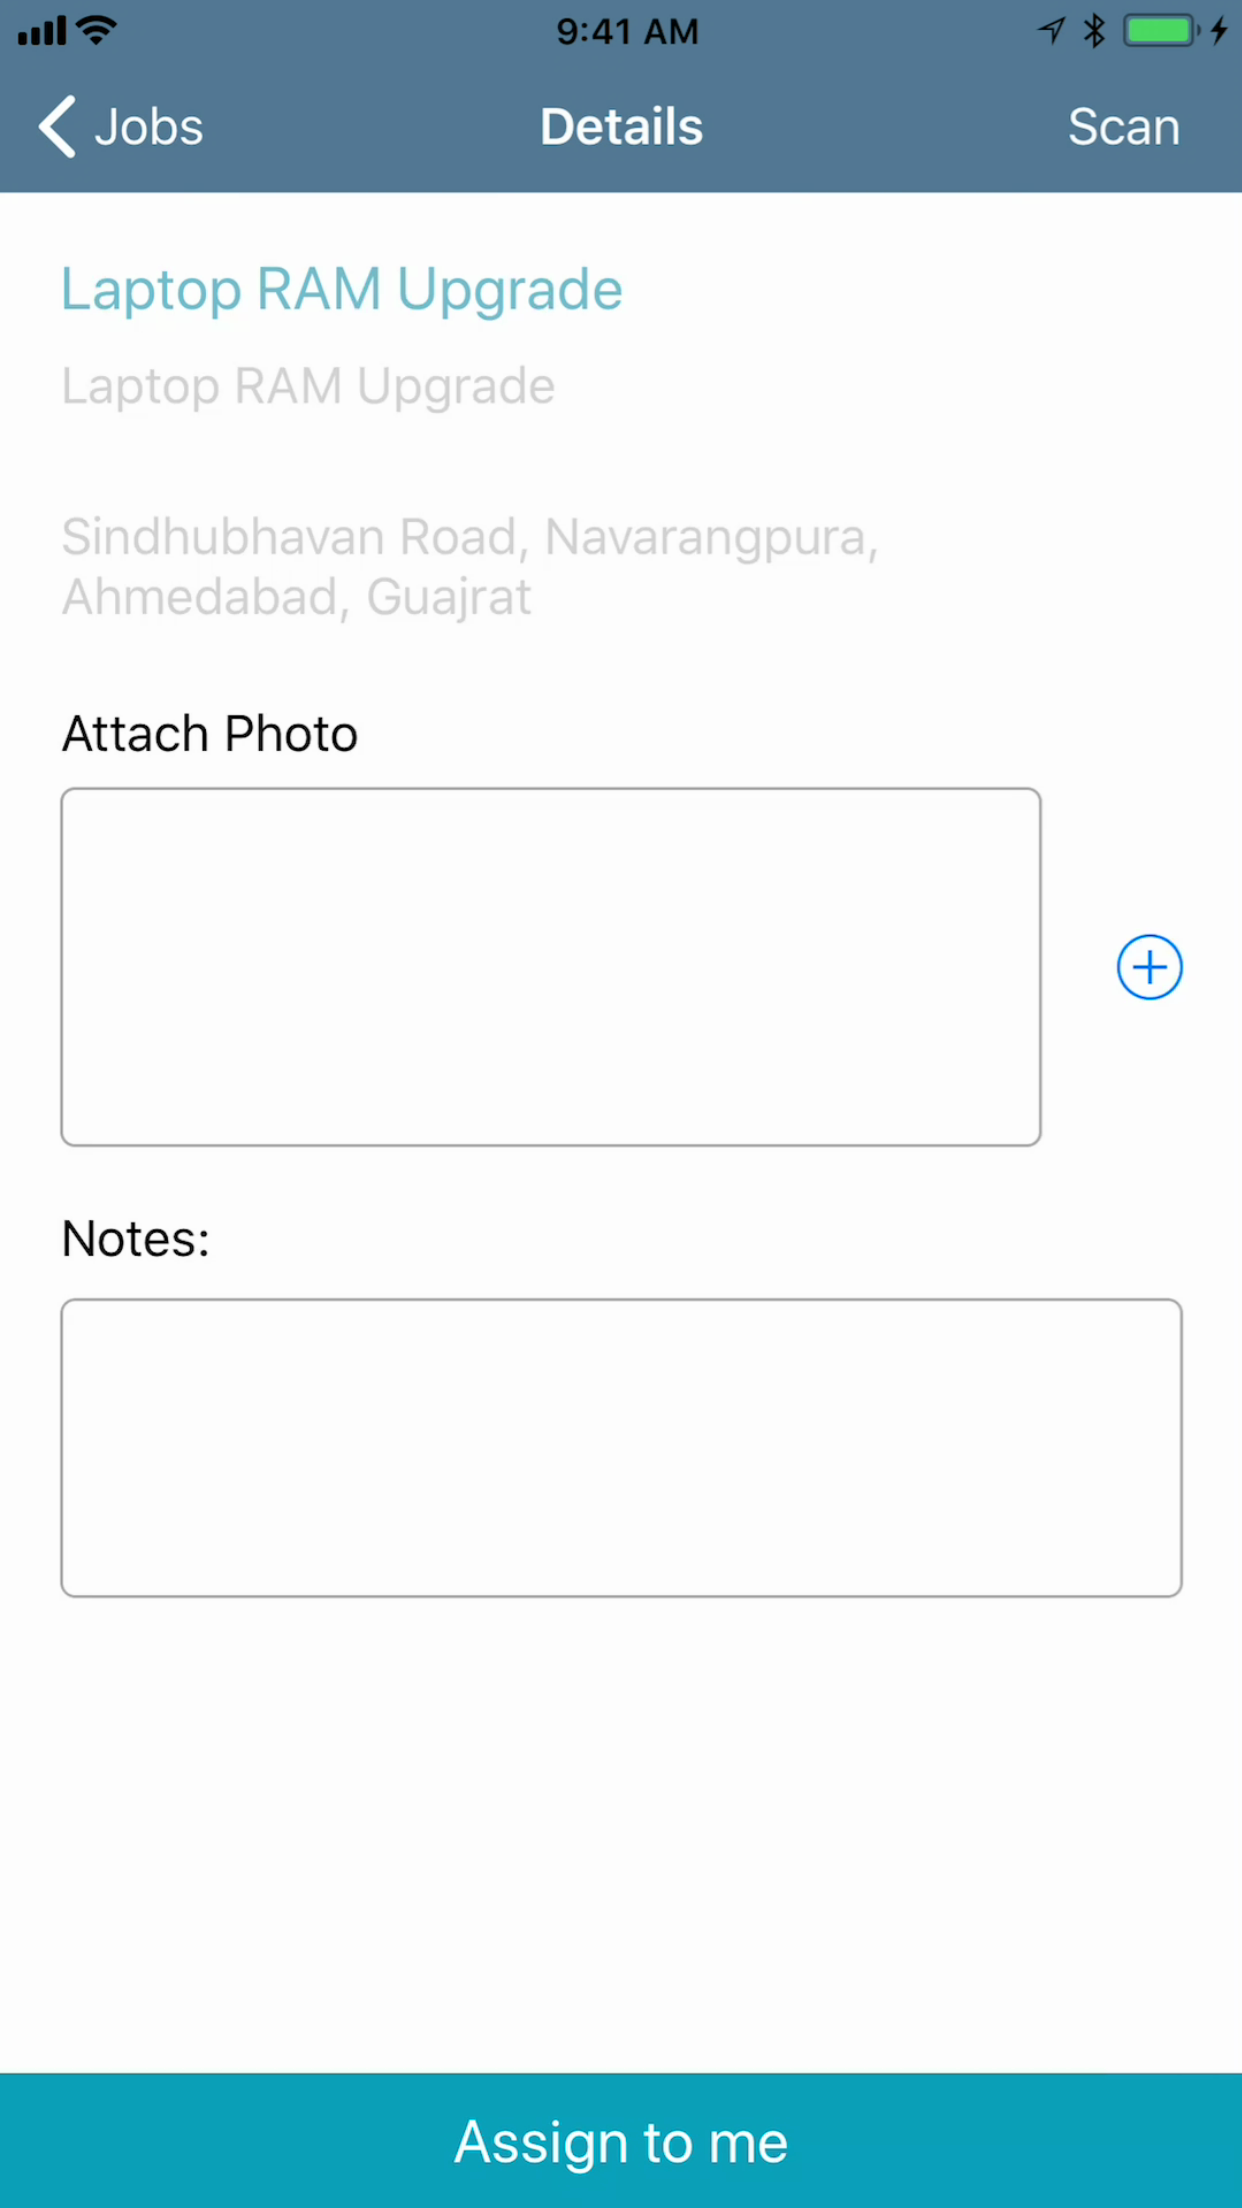 9:41 AM
Jobs
Details
Scan
Laptop RAM Upgrade
Laptop RAM Upgrade
Sindhubhavan Road, Navarangpura,
Ahmedabad, Guajrat
Attach Photo
Notes:
Assign to me